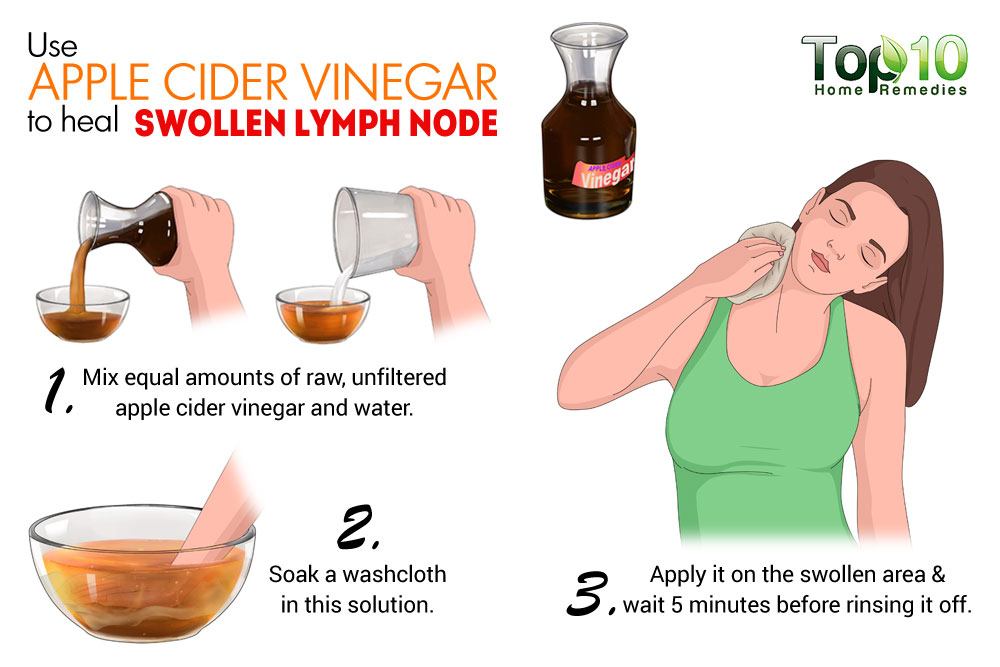 Use
APPLE CIDER VINEGAR
to heal SWOLLEN LYMPH NODE
Top10
Home Remedies
APPLE CIDER
Vinegar
1. Mix equal amounts of raw, unfiltered
apple cider vinegar and water.
2.
Soak a washcloth
in this solution.
3. Apply it on the swollen area &
wait 5 minutes before rinsing it off.